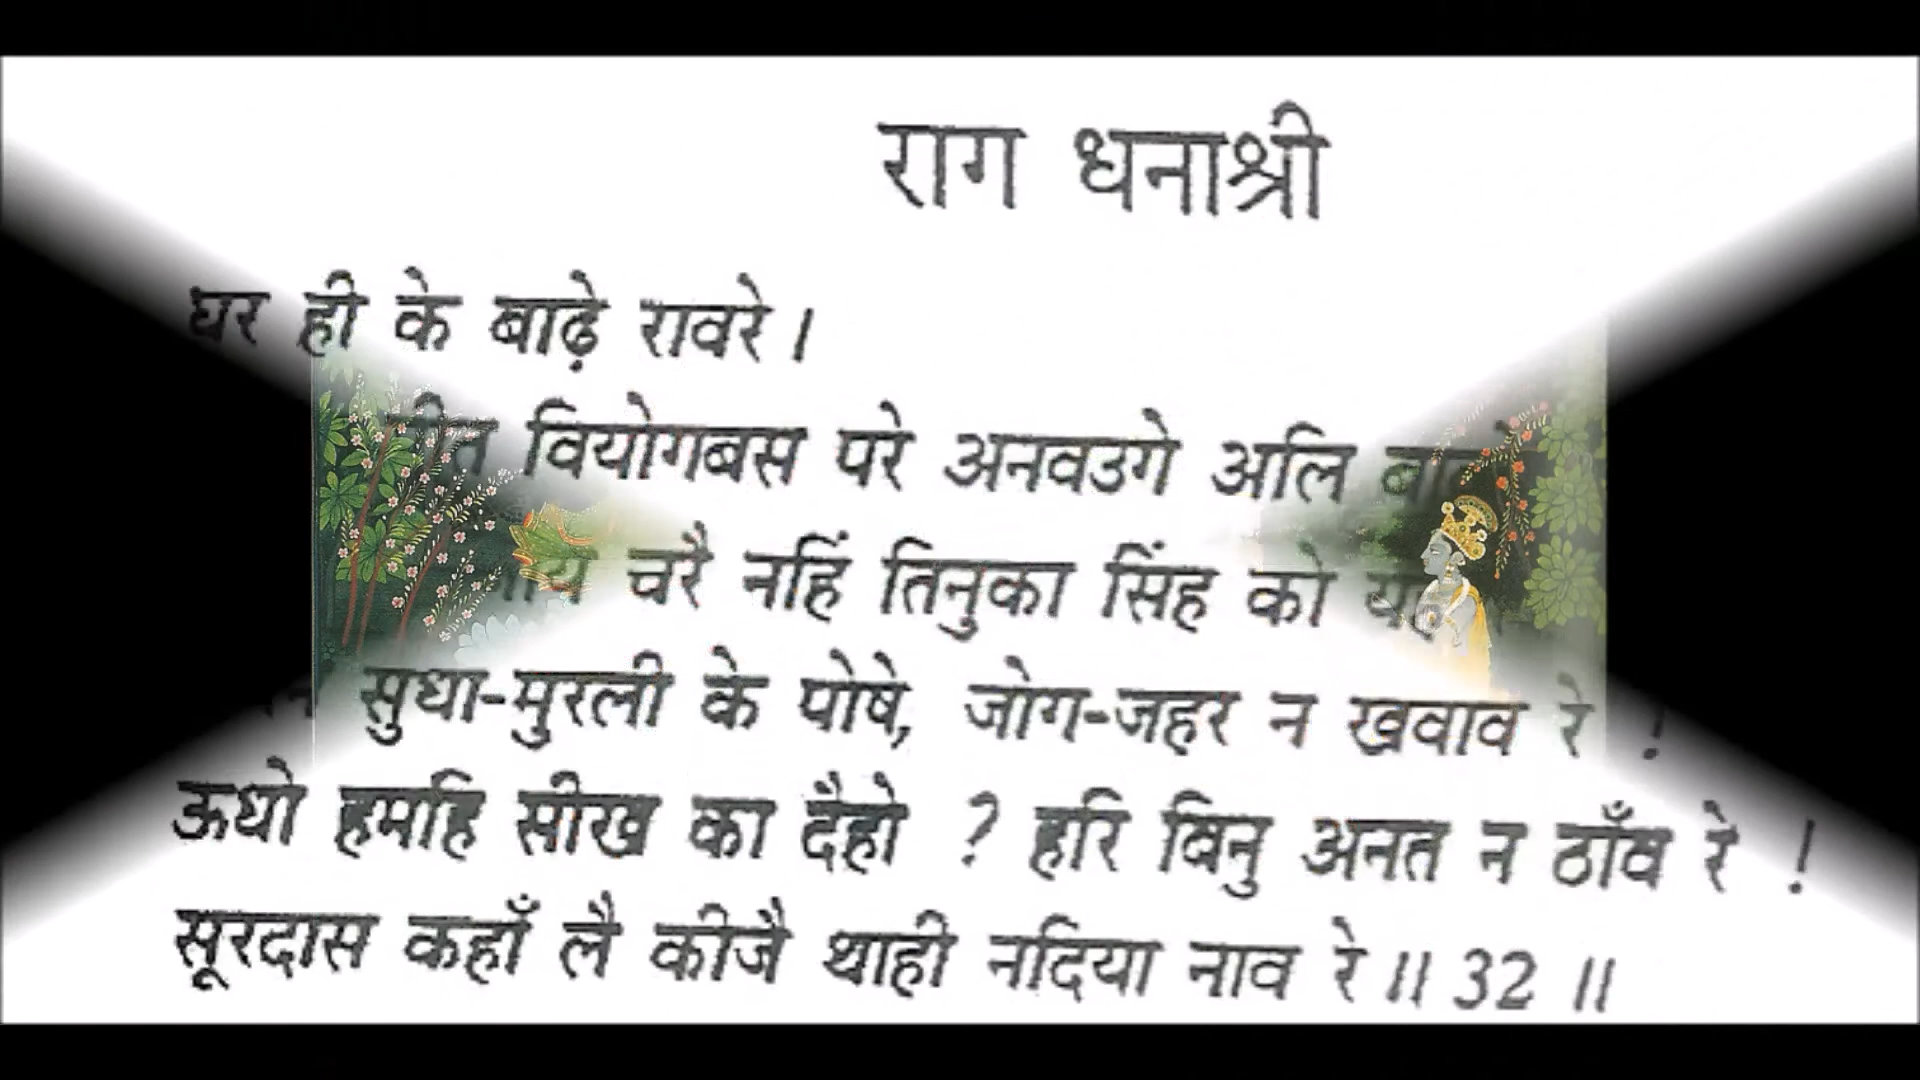 राग धनाश्री
घर ही के बाढ़े रावरे ।
वियोगबस परे अनवउगे अलि
चरै नहिं तिनुका सिंह को
सुधा-मुरली के पोषे, जोग-जहर न खवाव रे !
ऊधो हमहि सीख का दैहो ? हरि बिनु अनत न ठाँव रे !
सूरदास कहाँ लै कीजै थाही नदिया नाव रे ॥ 32 ॥